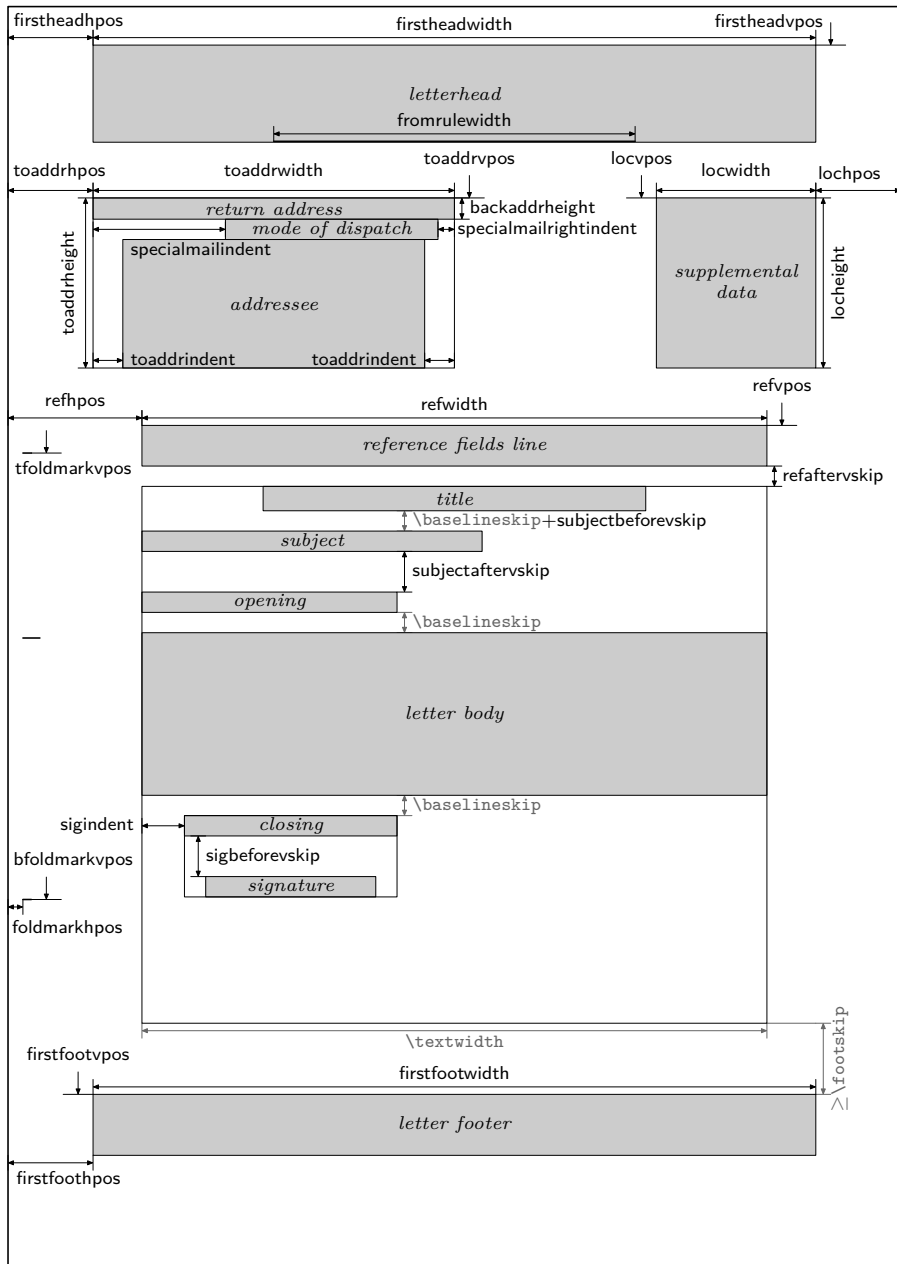 firstheadhpos
firstheadwidth
firstheadvpos
letterhead
fromrulewidth
toaddrhpos
toaddrwidth
toaddrvpos
locvpos
locwidth
lochpos
return address
backaddrheight
mode of dispatch
specialmailrightindent
specialmailindent
toaddrheight
addressee
supplemental
data
locheight
toaddrindent
toaddrindent
refhpos
refwidth
refvpos
reference fields line
tfoldmarkvpos
refaftervskip
title
\baselineskip+subjectbeforevskip
subject
subjectaftervskip
opening
\baselineskip
letter body
\baselineskip
sigindent
closing
sigbeforevskip
bfoldmarkvpos
signature
foldmarkhpos
\textwidth
≥\footskip
firstfootvpos
firstfootwidth
letter footer
firstfoothpos